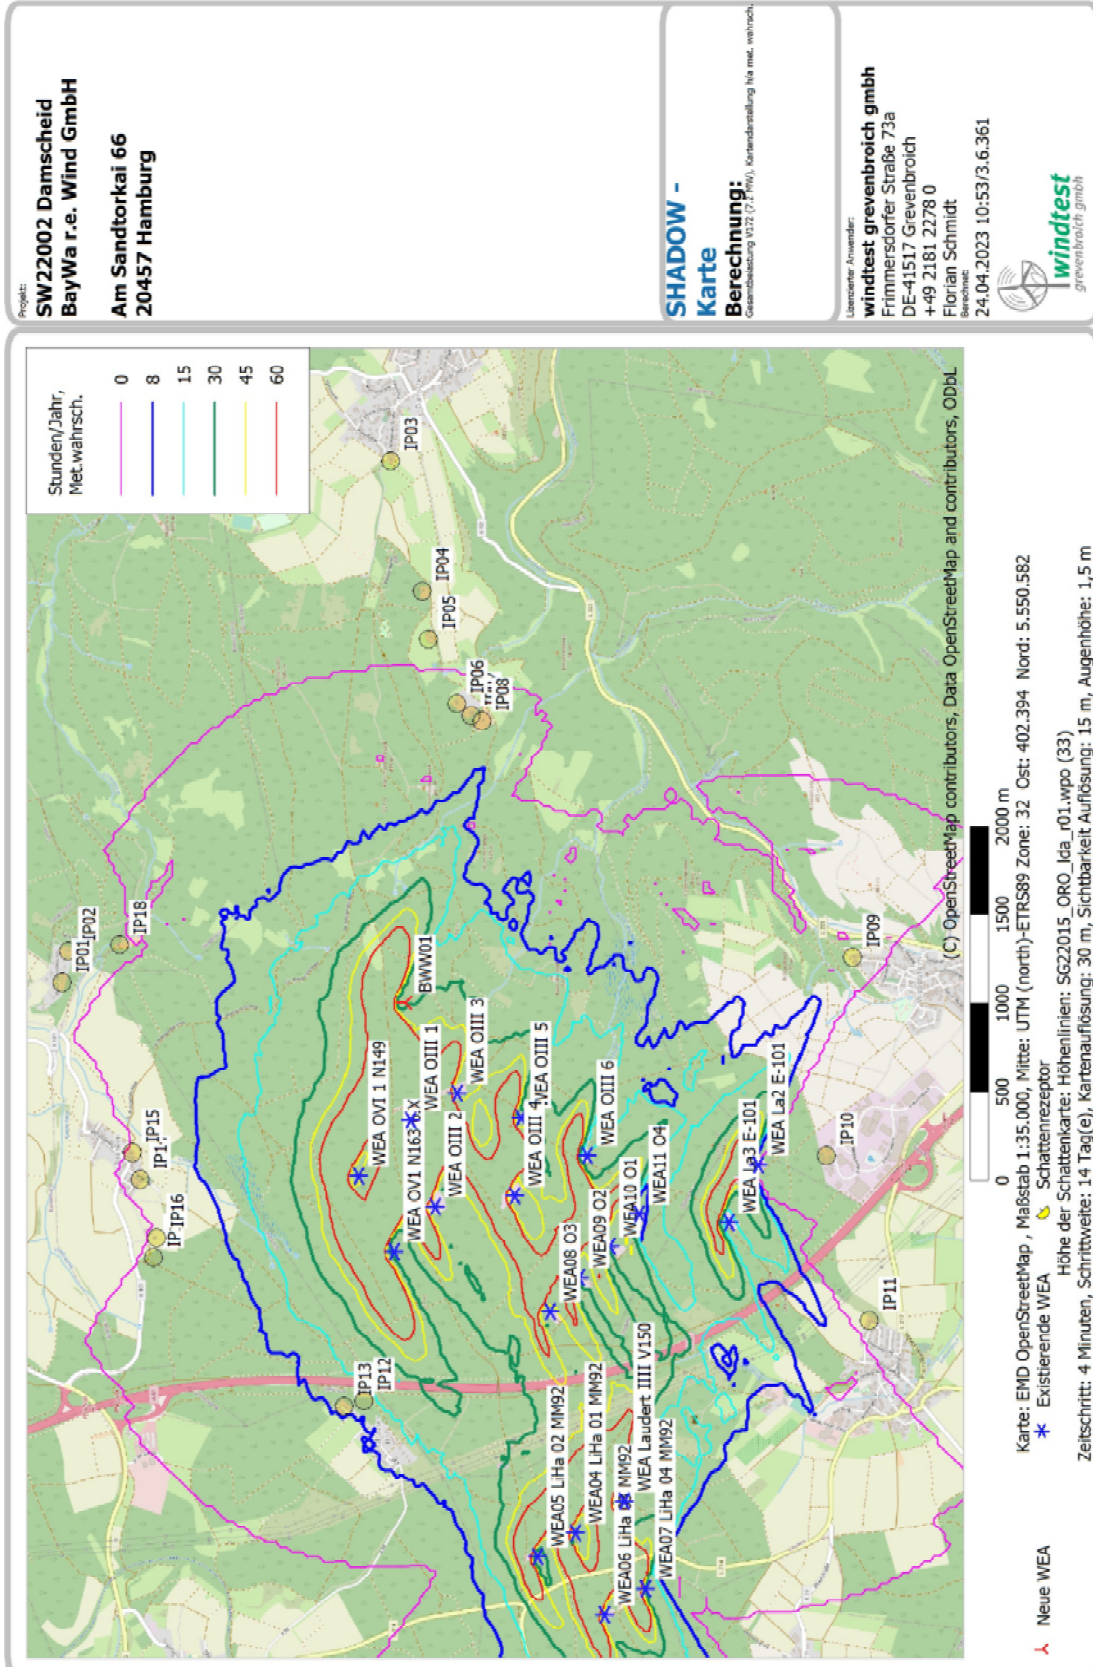 Projekt:
SW22002 Damscheid
BayWa r.e. Wind GmbH
Am Sandtorkai 66
20457 Hamburg
SHADOW -
Karte
Berechnung:
Gesamtbelastung V172 (7.2 MW), Kartendarstellung h/a met. wahrsch.
Lizenzierter Anwender:
windtest grevenbroich gmbh
Frimmersdorfer Straße 73a
DE-41517 Grevenbroich
+49 2181 2278 0
Florian Schmidt
Berechnet:
24.04.2023 10:53/3.6.361
windtest
grevenbroich gmbh
Stunden/Jahr,
Met.wahrsch.
0
8
15
30
45
60
IP01
IP02
IP18
IP15
IP16
IP03
IP04
IP05
IP06
IP08
IP13
IP12
BWW01
WEA OVI 1 N149
WEA OIII 1
WEA OIII 3
WEA OIII 2
WEA OIII 5
WEA OIII 4
WEA OIII 6
WEA08 O3
WEA09 O2
WEA10 O1
WEA11 O4
WEA05 LiHa 02 MM92
WEA04 LiHa 01 MM92
WEA Laudert IIII V150
WEA07 LiHa 04 MM92
WEA La3 E-101
WEA La2 E-101
IP09
IP10
IP11
(C) OpenStreetMap contributors, Data OpenStreetMap and contributors, ODbL
0 500 1000 1500 2000 m
Karte: EMD OpenStreetMap , Maßstab 1:35.000, Mitte: UTM (north)-ETRS89 Zone: 32 Ost: 402.394 Nord: 5.550.582
Neue WEA Existierende WEA Schattenrezeptor
Höhe der Schattenkarte: Höhenlinien: SG22015_ORO_lda_r01.wpo (33)
Zeitschritt: 4 Minuten, Schrittweite: 14 Tag(e), Kartenauflösung: 30 m, Sichtbarkeit Auflösung: 15 m, Augenhöhe: 1,5 m